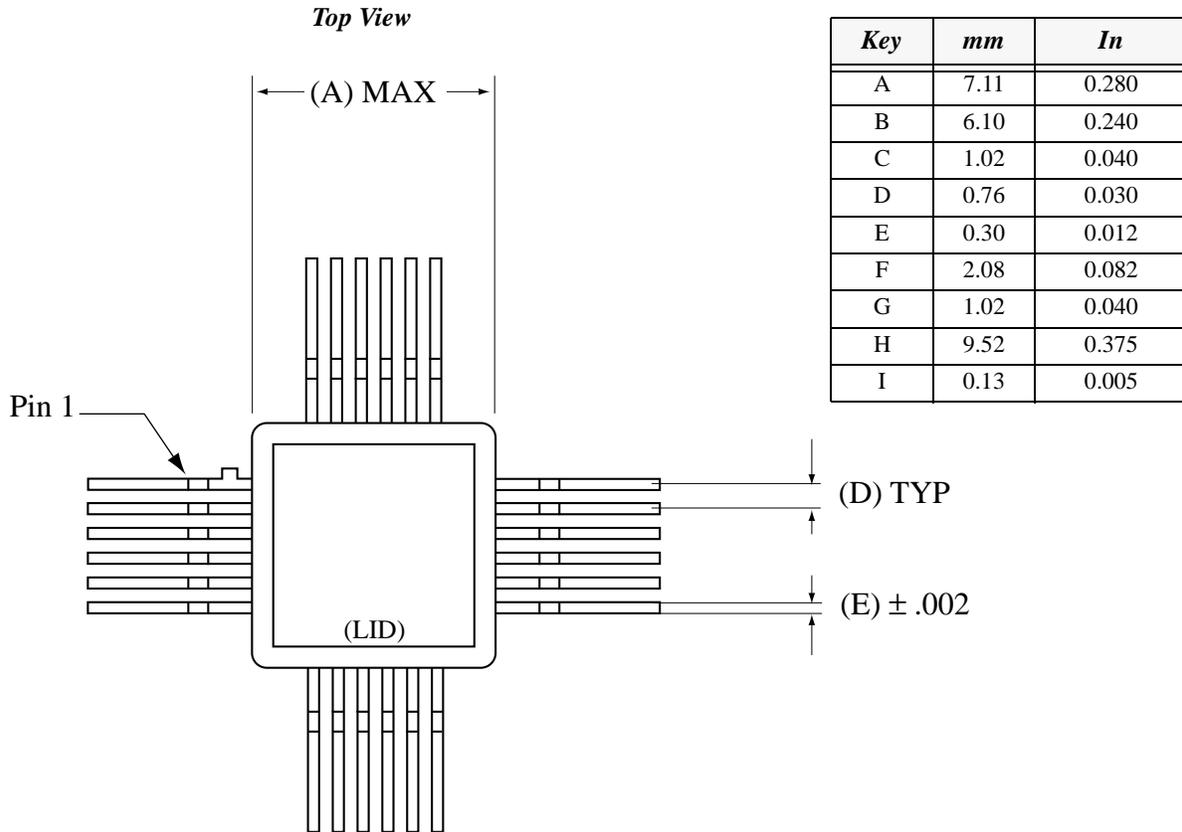 Top View
Key mm In
A 7.11 0.280
B 6.10 0.240
C 1.02 0.040
D 0.76 0.030
E 0.30 0.012
F 2.08 0.082
G 1.02 0.040
H 9.52 0.375
I 0.13 0.005
(A) MAX
Pin 1
(D) TYP
(E) ± .002
(LID)